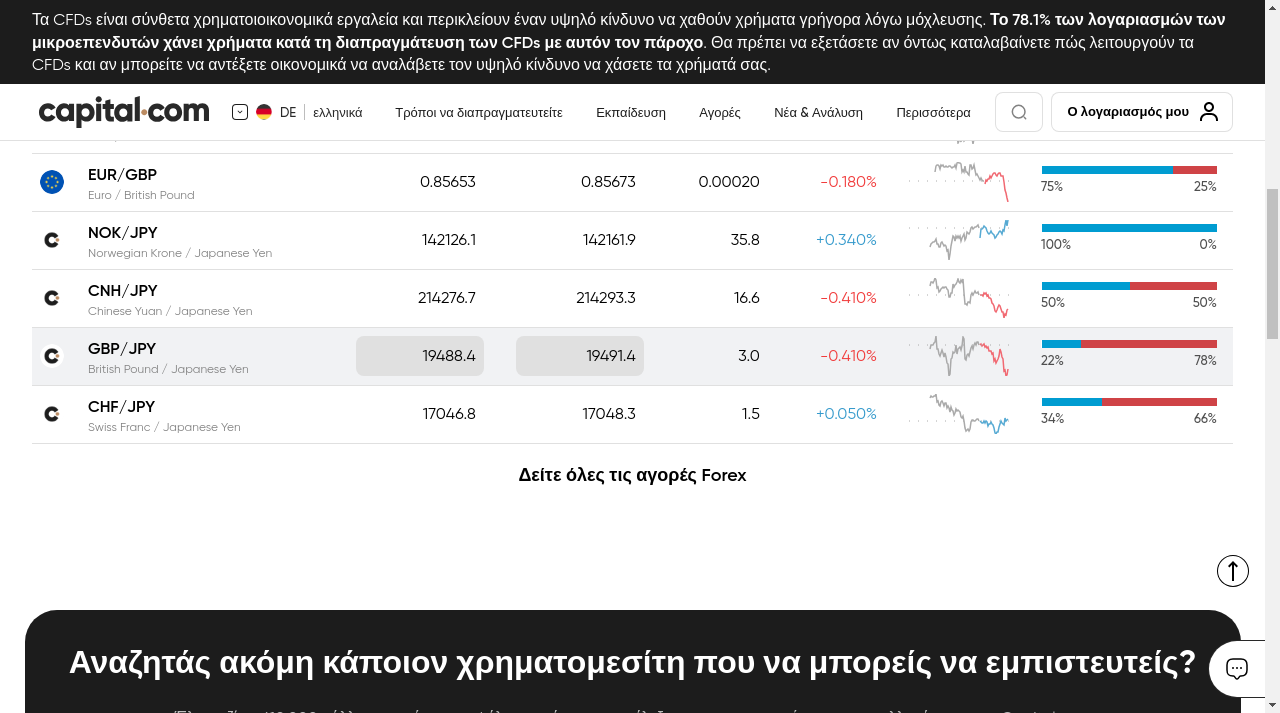 Τα CFDs είναι σύνθετα χρηματοιοικονομικά εργαλεία και περικλείουν έναν υψηλό κίνδυνο να χαθούν χρήματα γρήγορα λόγω μόχλευσης. Το 78.1% των λογαριασμών των
μικροεπενδυτών χάνει χρήματα κατά τη διαπραγμάτευση των CFDs με αυτόν τον πάροχο. Θα πρέπει να εξετάσετε αν όντως καταλαβαίνετε πώς λειτουργούν τα
CFDs και αν μπορείτε να αντέξετε οικονομικά να αναλάβετε τον υψηλό κίνδυνο να χάσετε τα χρήματά σας.
capital.com DE ελληνικά Τρόποι να διαπραγματευτείτε Εκπαίδευση Αγορές Νέα & Ανάλυση Περισσότερα Ο λογαριασμός μου
EUR/GBP 0.85653 0.85673 0.00020 -0.180%
Euro / British Pound 75% 25%
NOK/JPY 142126.1 142161.9 35.8 +0.340%
Norwegian Krone / Japanese Yen 100% 0%
CNH/JPY 214276.7 214293.3 16.6 -0.410%
Chinese Yuan / Japanese Yen 50% 50%
GBP/JPY 19488.4 19491.4 3.0 -0.410%
British Pound / Japanese Yen 22% 78%
CHF/JPY 17046.8 17048.3 1.5 +0.050%
Swiss Franc / Japanese Yen 34% 66%
Δείτε όλες τις αγορές Forex
Αναζητάς ακόμη κάποιον χρηματομεσίτη που να μπορείς να εμπιστευτείς?